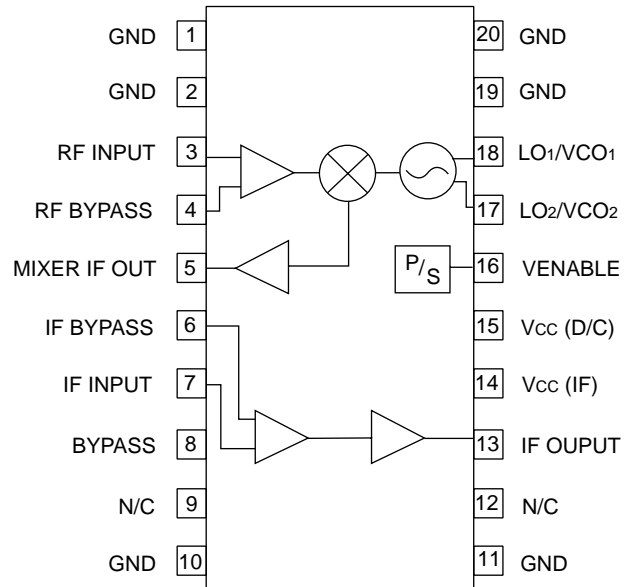 GND 1 20 GND
GND 2 19 GND
RF INPUT 3 18 LO1/VCO1
RF BYPASS 4 17 LO2/VCO2
MIXER IF OUT 5 P/S 16 VENABLE
IF BYPASS 6 15 VCC (D/C)
IF INPUT 7 14 VCC (IF)
BYPASS 8 13 IF OUPUT
N/C 9 12 N/C
GND 10 11 GND